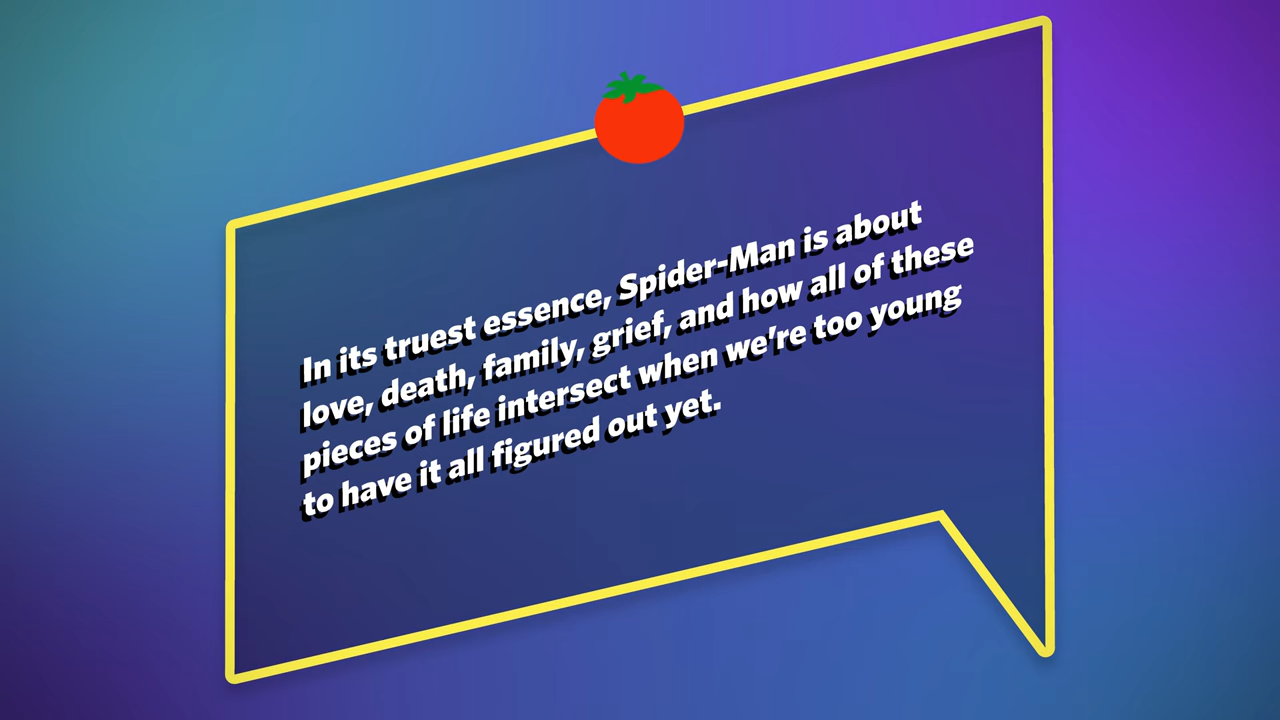 In its truest essence, Spider-Man is about
love, death, family, grief, and how all of these
pieces of life intersect when we're too young
to have it all figured out yet.